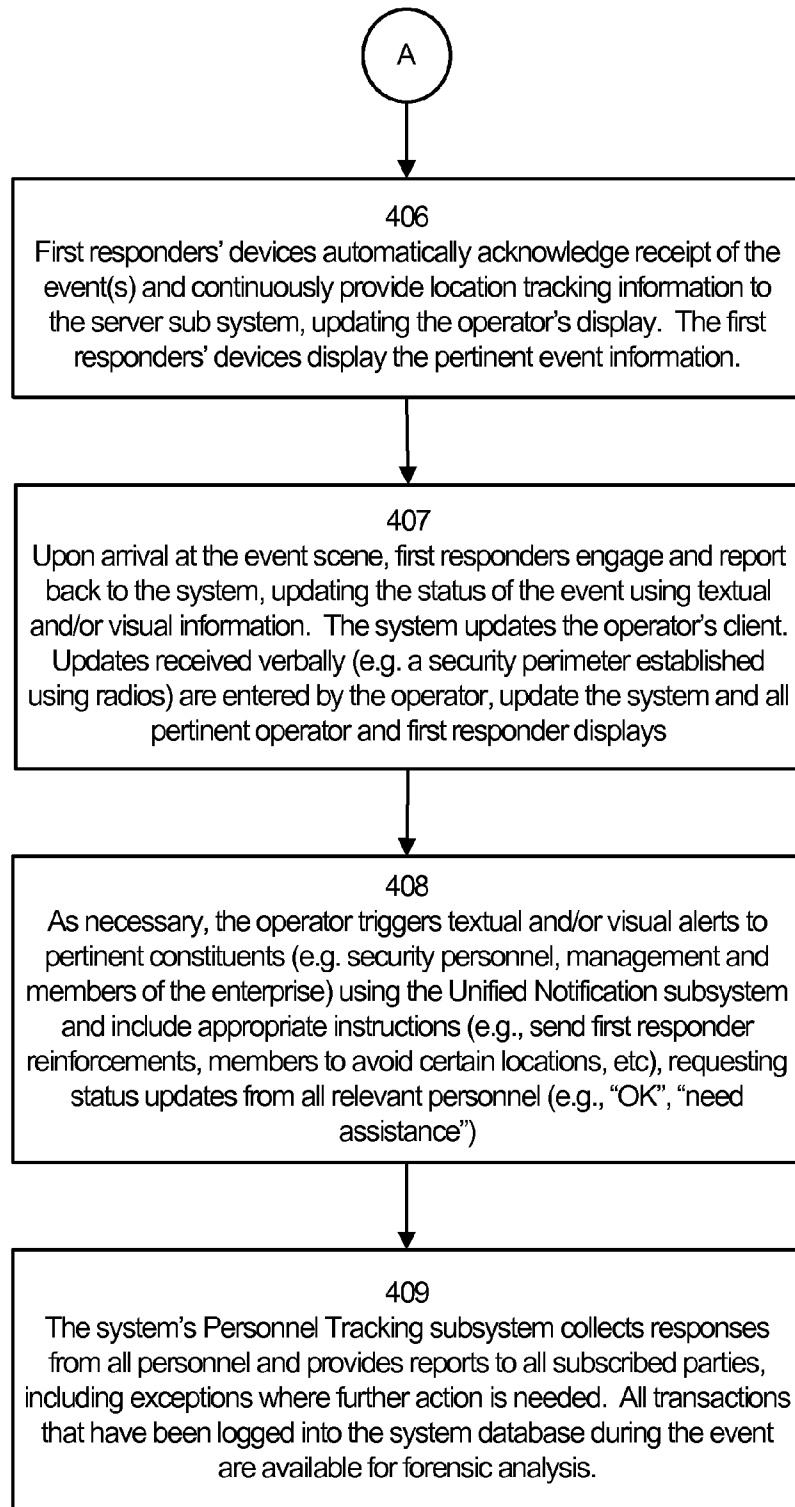 A
406
First responders’ devices automatically acknowledge receipt of the
event(s) and continuously provide location tracking information to
the server sub system, updating the operator’s display.  The first
responders’ devices display the pertinent event information.
407
Upon arrival at the event scene, first responders engage and report
back to the system, updating the status of the event using textual
and/or visual information.  The system updates the operator’s client.
Updates received verbally (e.g. a security perimeter established
using radios) are entered by the operator, update the system and all
pertinent operator and first responder displays
408
As necessary, the operator triggers textual and/or visual alerts to
pertinent constituents (e.g. security personnel, management and
members of the enterprise) using the Unified Notification subsystem
and include appropriate instructions (e.g., send first responder
reinforcements, members to avoid certain locations, etc), requesting
status updates from all relevant personnel (e.g., “OK”, “need
assistance”)
409
The system’s Personnel Tracking subsystem collects responses
from all personnel and provides reports to all subscribed parties,
including exceptions where further action is needed.  All transactions
that have been logged into the system database during the event
are available for forensic analysis.